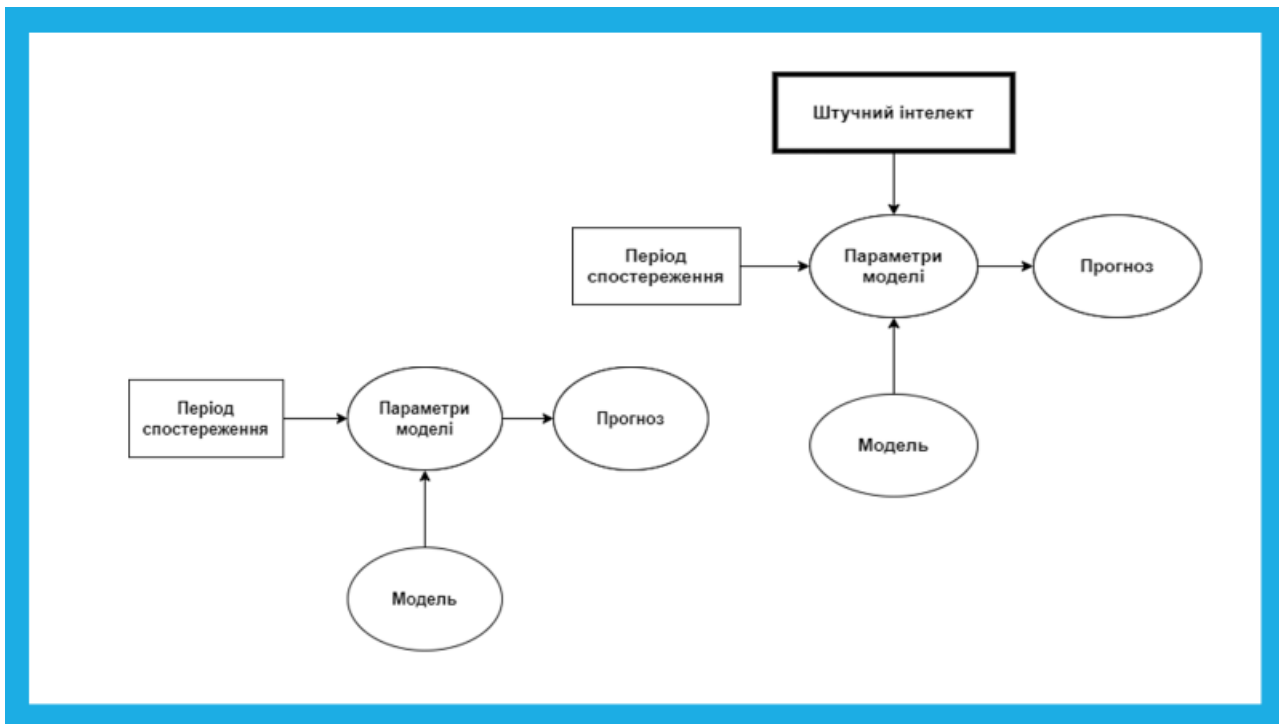 Штучний інтелект
Період
спостереження
Параметри
моделі
Прогноз
Модель
Період
спостереження
Параметри
моделі
Прогноз
Модель